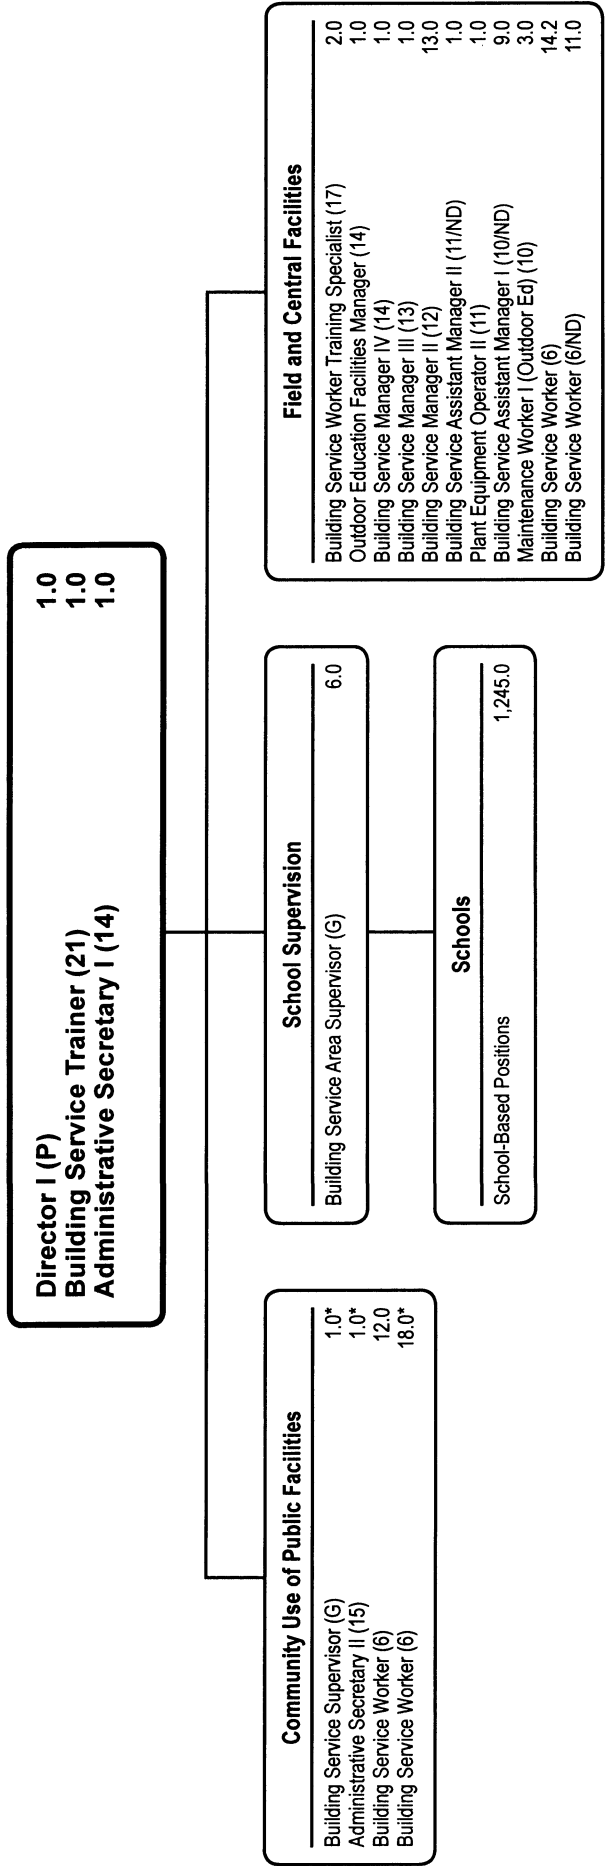 Director I (P) 1.0
Building Service Trainer (21) 1.0
Administrative Secretary I (14) 1.0
Community Use of Public Facilities
Building Service Supervisor (G) 1.0*
Administrative Secretary II (15) 1.0*
Building Service Worker (6) 12.0
Building Service Worker (6) 18.0*
School Supervision
Building Service Area Supervisor (G) 6.0
Schools
School-Based Positions 1,245.0
Field and Central Facilities
Building Service Worker Training Specialist (17) 2.0
Outdoor Education Facilities Manager (14) 1.0
Building Service Manager IV (14) 1.0
Building Service Manager III (13) 1.0
Building Service Manager II (12) 13.0
Building Service Assistant Manager II (11/ND) 1.0
Plant Equipment Operator II (11) 1.0
Building Service Assistant Manager I (10/ND) 9.0
Maintenance Worker I (Outdoor Ed) (10) 3.0
Building Service Worker (6) 14.2
Building Service Worker (6/ND) 11.0